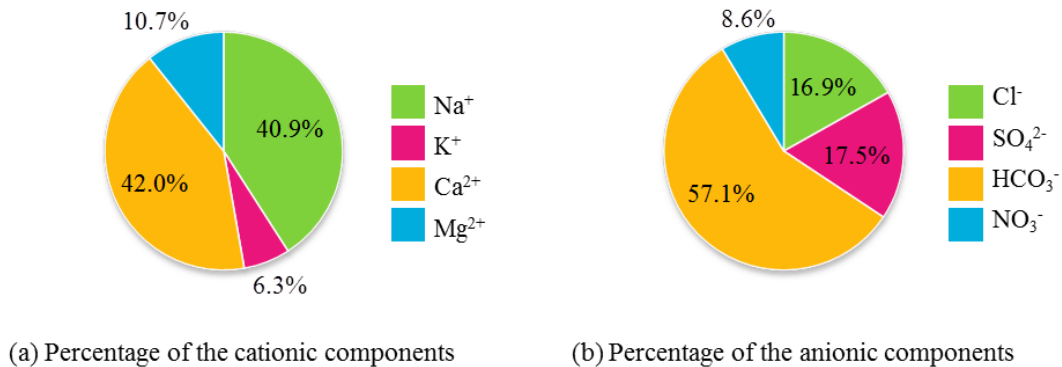 10.7%
40.9%
42.0%
6.3%
Na⁺
K⁺
Ca²⁺
Mg²⁺
(a) Percentage of the cationic components
8.6%
16.9%
17.5%
57.1%
Cl⁻
SO₄²⁻
HCO₃⁻
NO₃⁻
(b) Percentage of the anionic components